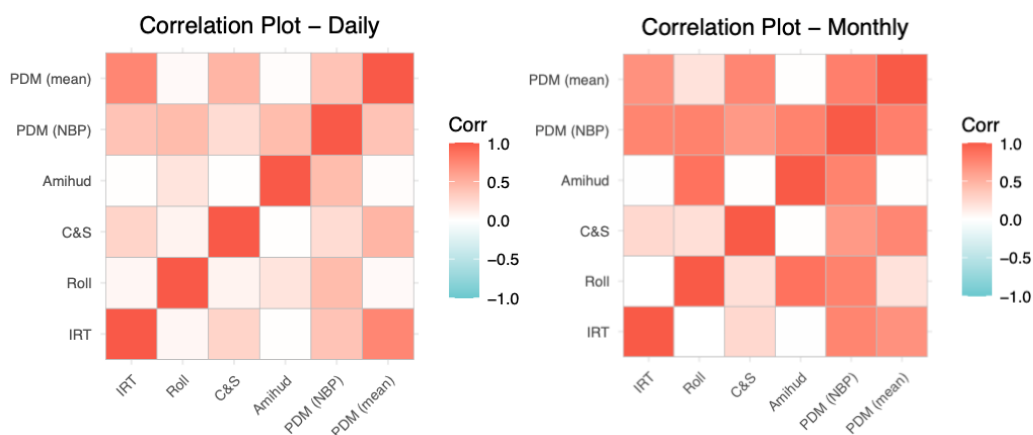 Correlation Plot – Daily
PDM (mean)
PDM (NBP)
Amihud
C&S
Roll
IRT
IRT
Roll
C&S
Amihud
PDM (NBP)
PDM (mean)
Corr
1.0
0.5
0.0
−0.5
−1.0
Correlation Plot – Monthly
PDM (mean)
PDM (NBP)
Amihud
C&S
Roll
IRT
IRT
Roll
C&S
Amihud
PDM (NBP)
PDM (mean)
Corr
1.0
0.5
0.0
−0.5
−1.0